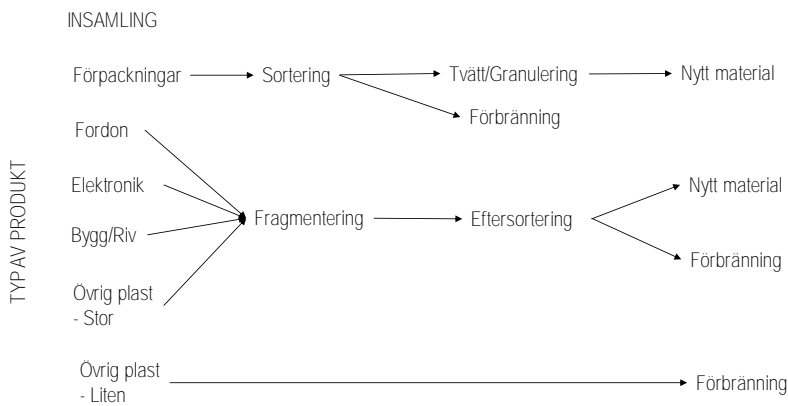 INSAMLING
Förpackningar Sortering Tvätt/Granulering Nytt material
Förbränning
Fordon
TYP AV PRODUKT
Elektronik Nytt material
Fragmentering Eftersortering
Bygg/Riv
Förbränning
Övrig plast
- Stor
Övrig plast
- Liten
Förbränning